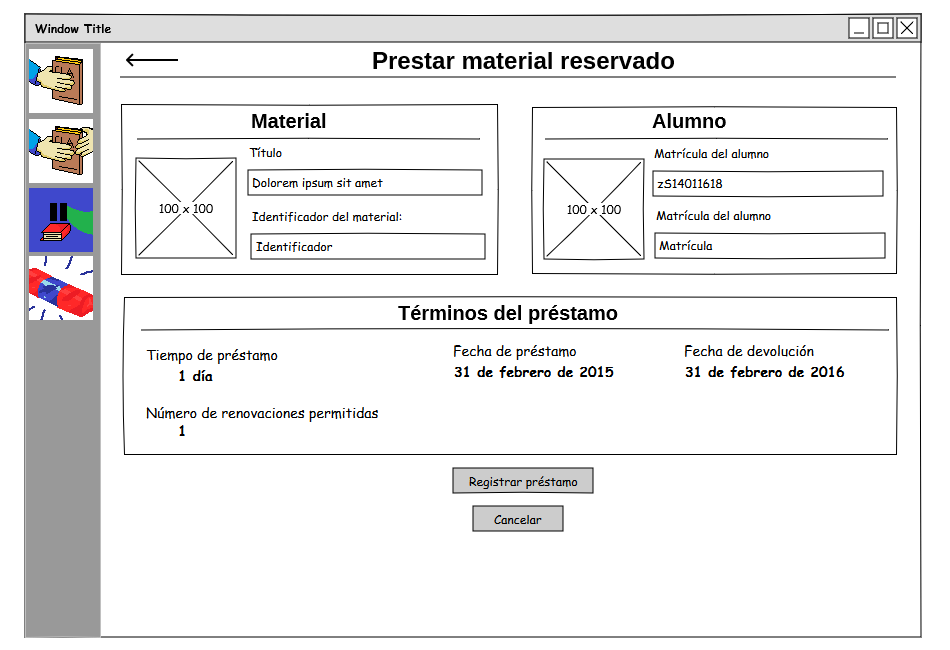 Window Title
Prestar material reservado
Material
Título
Dolorem ipsum sit amet
100 x 100
Identificador del material:
Identificador
Alumno
Matrícula del alumno
zS14011618
100 x 100
Matrícula del alumno
Matrícula
Términos del préstamo
Tiempo de préstamo
1 día
Fecha de préstamo
31 de febrero de 2015
Fecha de devolución
31 de febrero de 2016
Número de renovaciones permitidas
1
Registrar préstamo
Cancelar